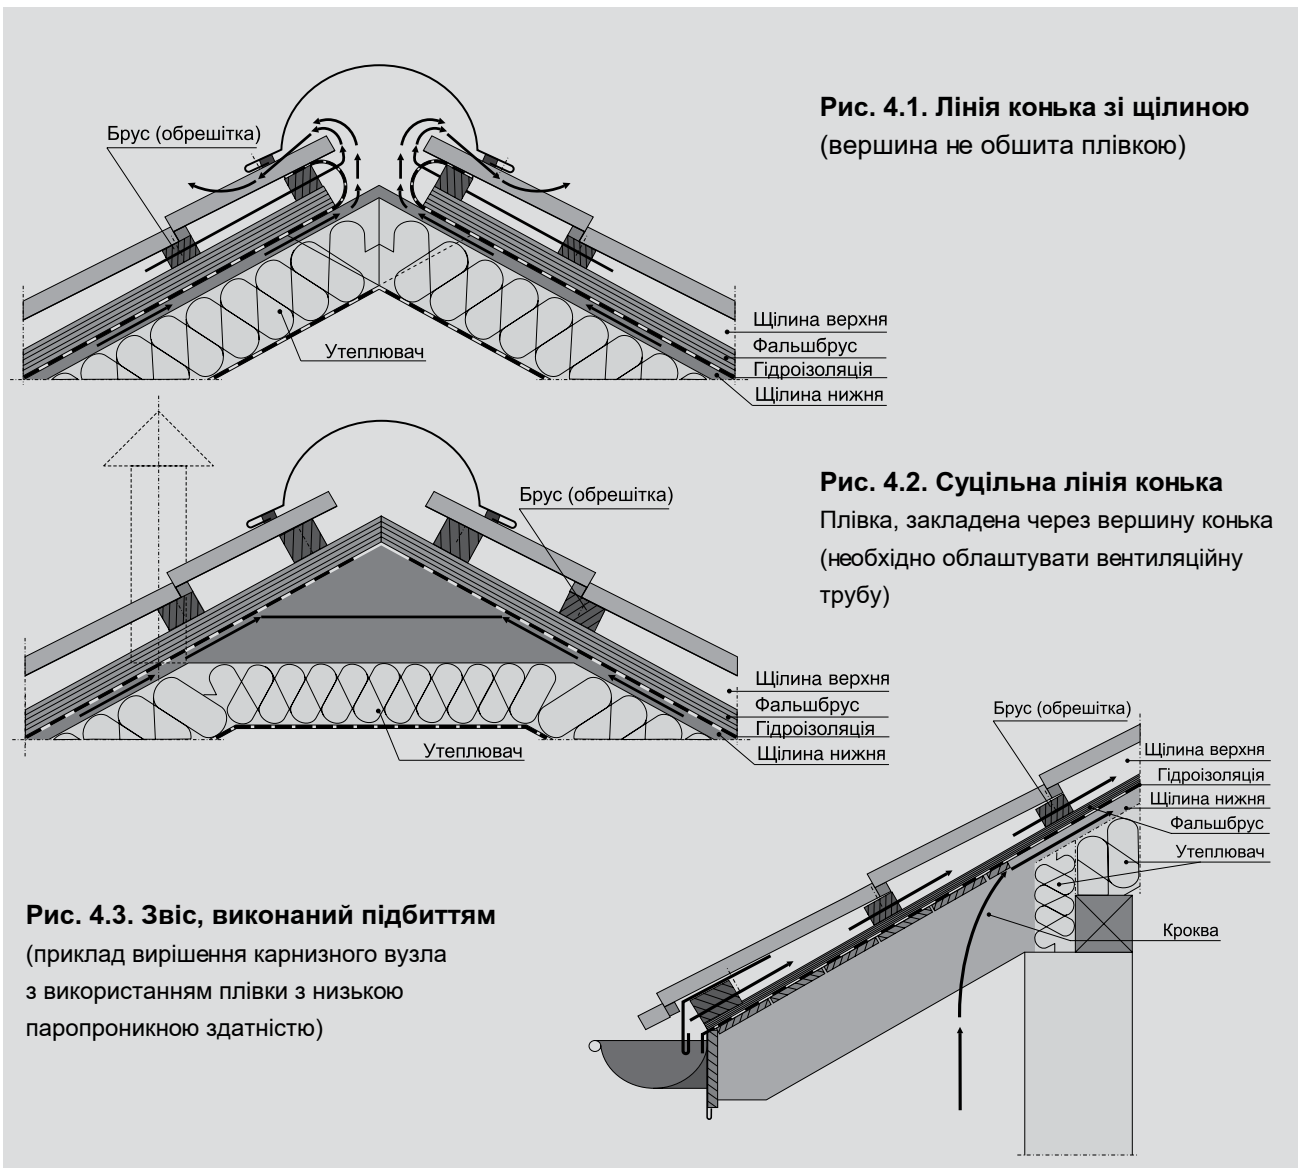 Рис. 4.1. Лінія конька зі щілиною
(вершина не обшита плівкою)
Брус (обрешітка)
Утеплювач
Щілина верхня
Фальшбрус
Гідроізоляція
Щілина нижня
Рис. 4.2. Суцільна лінія конька
Плівка, закладена через вершину конька
(необхідно облаштувати вентиляційну
трубу)
Брус (обрешітка)
Утеплювач
Щілина верхня
Фальшбрус
Гідроізоляція
Щілина нижня
Рис. 4.3. Звіс, виконаний підбиттям
(приклад вирішення карнизного вузла
з використанням плівки з низькою
паропроникною здатністю)
Брус (обрешітка)
Щілина верхня
Гідроізоляція
Щілина нижня
Фальшбрус
Утеплювач
Кроква